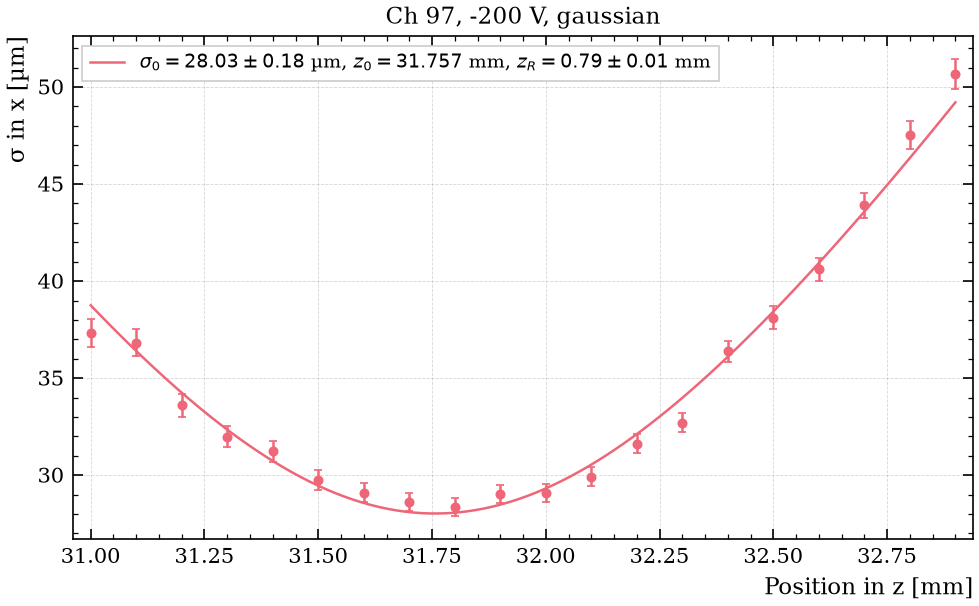 Ch 97, -200 V, gaussian
σ₀ = 28.03 ± 0.18 µm, z₀ = 31.757 mm, z_R = 0.79 ± 0.01 mm
σ in x [µm]
50
45
40
35
30
31.00 31.25 31.50 31.75 32.00 32.25 32.50 32.75
Position in z [mm]